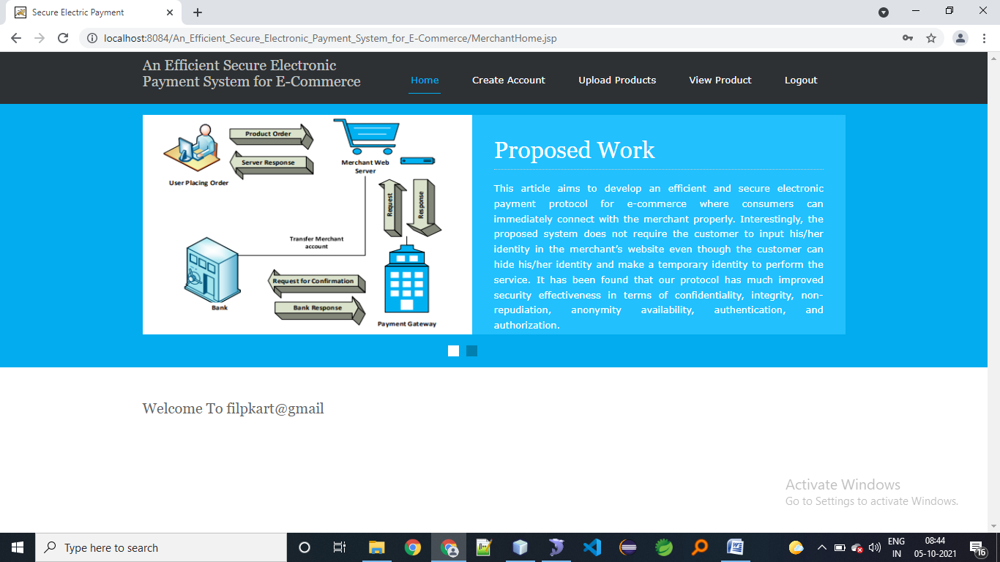 Secure Electric Payment
localhost:8084/An_Efficient_Secure_Electronic_Payment_System_for_E-Commerce/MerchantHome.jsp
An Efficient Secure Electronic
Payment System for E-Commerce
Home
Create Account
Upload Products
View Product
Logout
Product Order
Server Response
User Placing Order
Merchant Web
Server
Request
Response
Transfer Merchant
account
Request for Confirmation
Bank Response
Bank
Payment Gateway
Proposed Work
This article aims to develop an efficient and secure electronic
payment protocol for e-commerce where consumers can
immediately connect with the merchant properly. Interestingly, the
proposed system does not require the customer to input his/her
identity in the merchant’s website even though the customer can
hide his/her identity and make a temporary identity to perform the
service. It has been found that our protocol has much improved
security effectiveness in terms of confidentiality, integrity, non-
repudiation, anonymity availability, authentication, and
authorization.
Welcome To filpkart@gmail
Activate Windows
Go to Settings to activate Windows.
Type here to search
ENG
IN
08:44
05-10-2021
16